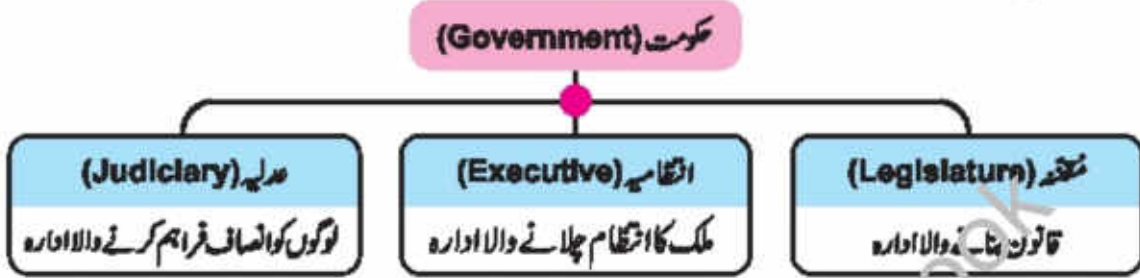 حکومت (Government)
مقننہ (Legislature)
قانون بنانے والا ادارہ
انتظامیہ (Executive)
ملک کا انتظام چلانے والا ادارہ
عدلیہ (Judiciary)
لوگوں کو انصاف فراہم کرنے والا ادارہ